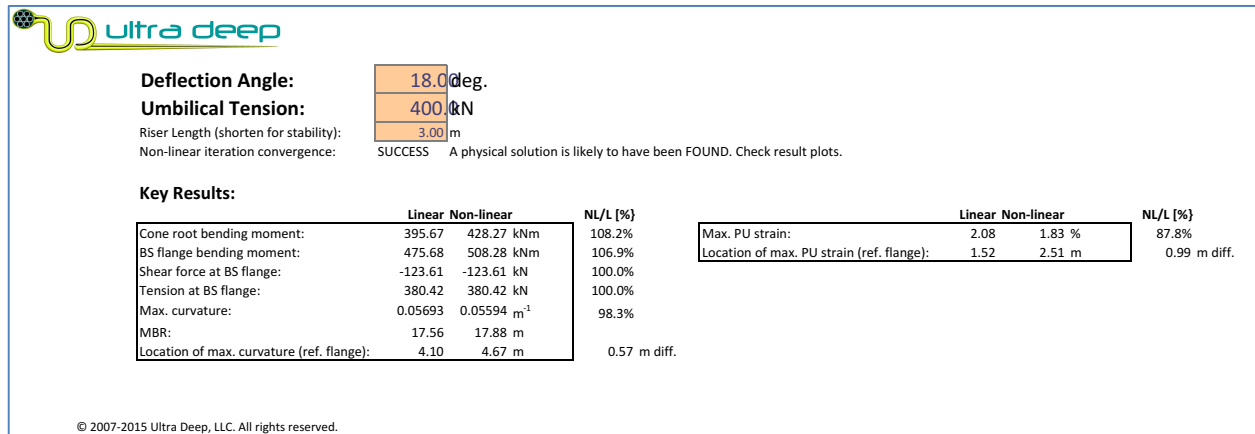 ultra deep
Deflection Angle: 18.00 deg.
Umbilical Tension: 400.0 kN
Riser Length (shorten for stability): 3.00 m
Non-linear iteration convergence: SUCCESS A physical solution is likely to have been FOUND. Check result plots.
Key Results:
Linear Non-linear NL/L [%} Linear Non-linear NL/L [%}
Cone root bending moment: 395.67 428.27 kNm 108.2% Max. PU strain: 2.08 1.83 % 87.8%
BS flange bending moment: 475.68 508.28 kNm 106.9% Location of max. PU strain (ref. flange): 1.52 2.51 m 0.99 m diff.
Shear force at BS flange: -123.61 -123.61 kN 100.0%
Tension at BS flange: 380.42 380.42 kN 100.0%
Max. curvature: 0.05693 0.05594 m-1 98.3%
MBR: 17.56 17.88 m
Location of max. curvature (ref. flange): 4.10 4.67 m 0.57 m diff.
© 2007-2015 Ultra Deep, LLC. All rights reserved.